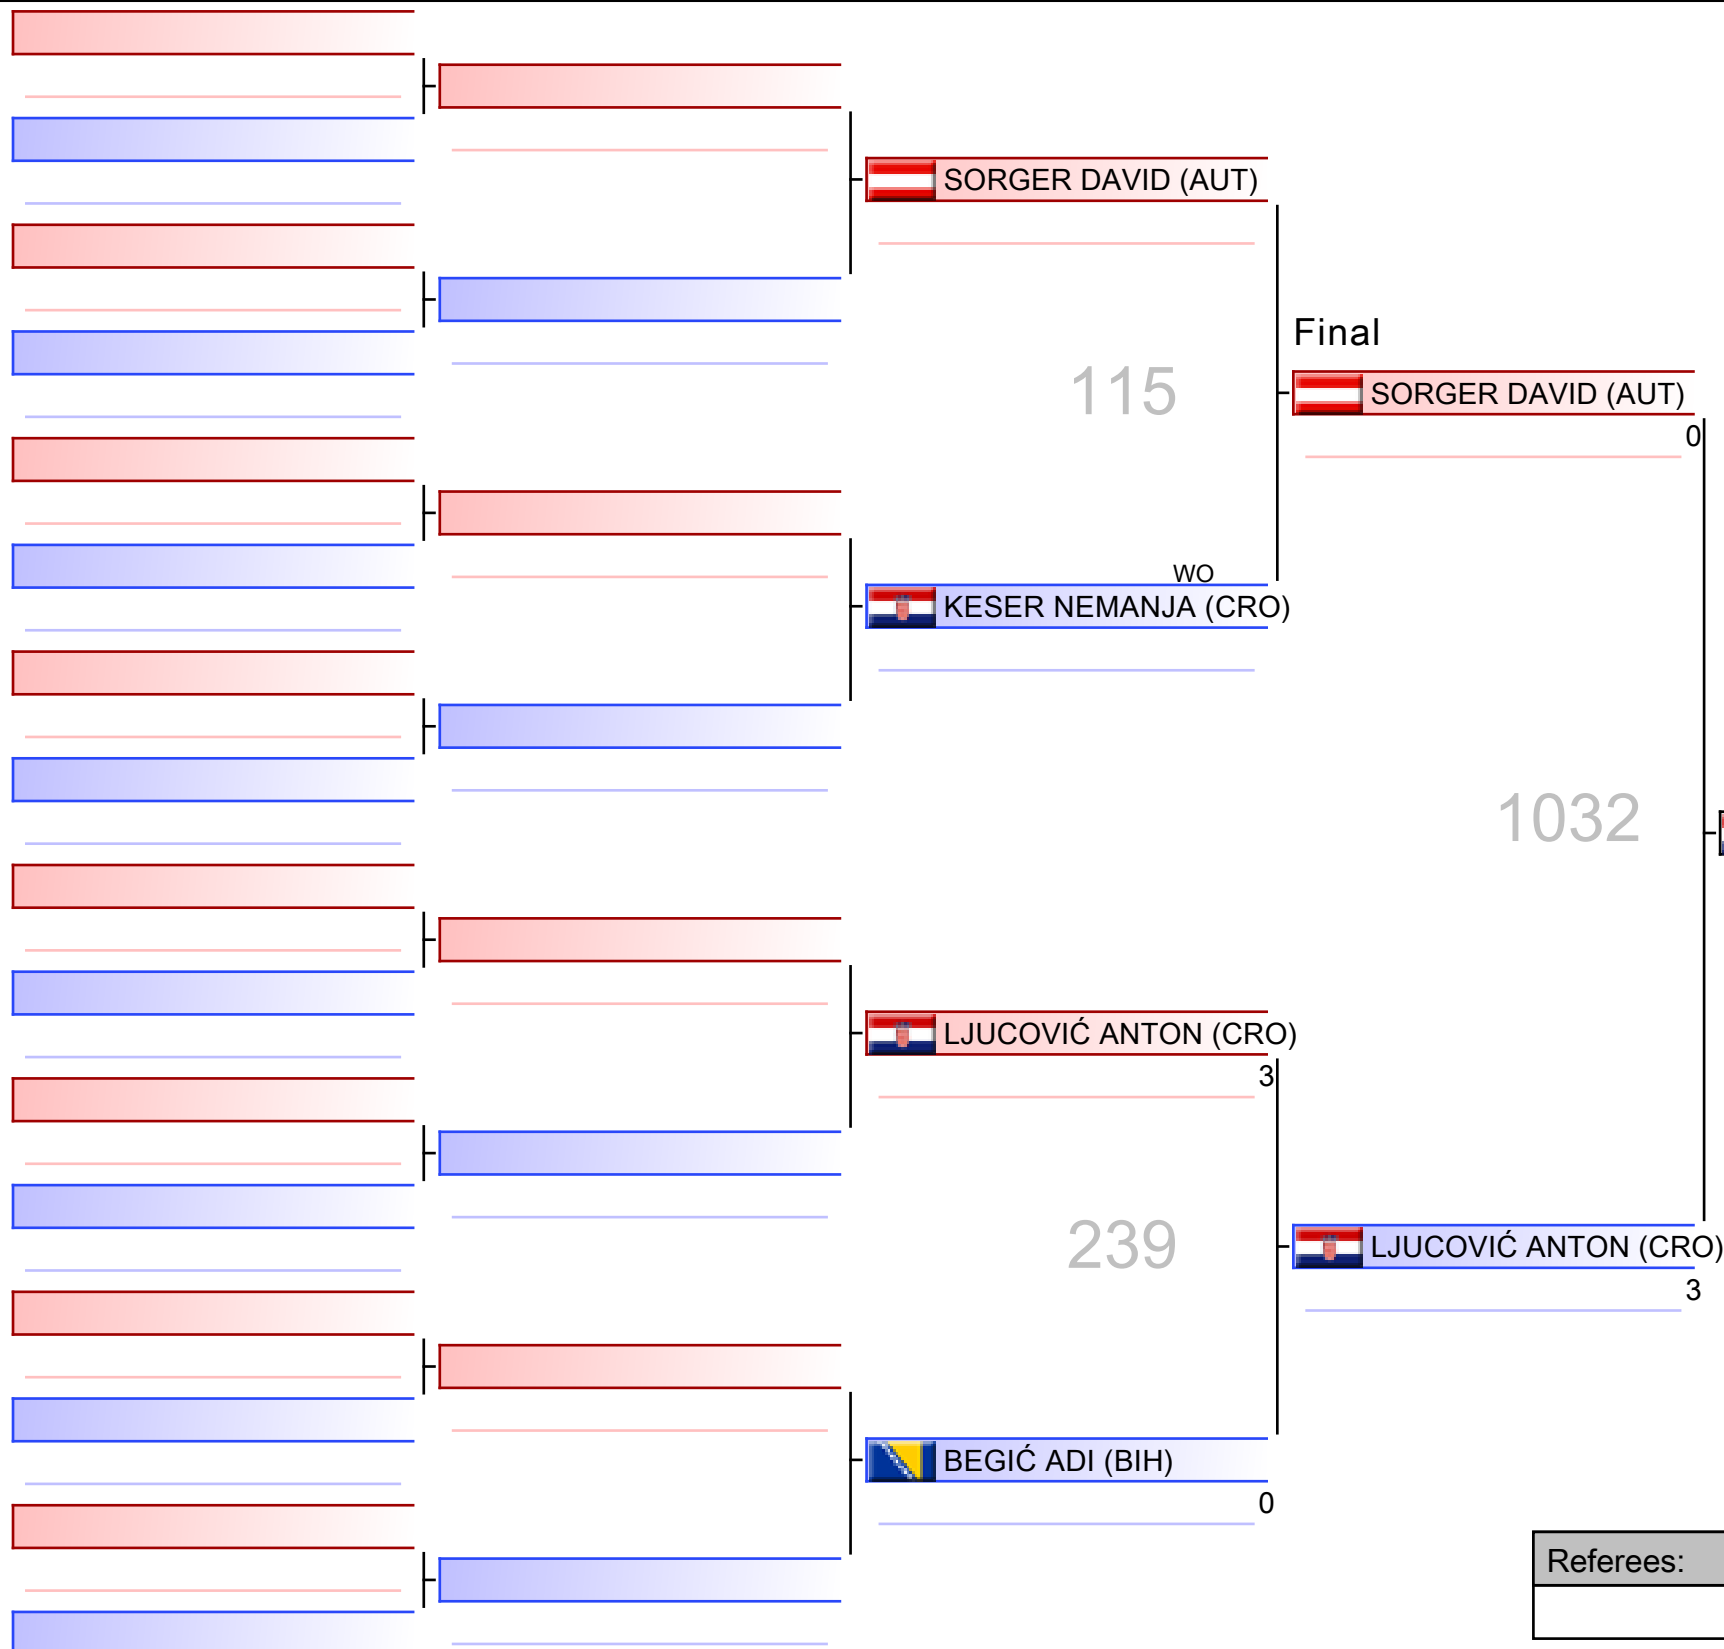 SORGER DAVID (AUT)
Final
115
SORGER DAVID (AUT)
0
WO
KESER NEMANJA (CRO)
1032
LJUCOVIĆ ANTON (CRO)
3
239
LJUCOVIĆ ANTON (CRO)
3
BEGIĆ ADI (BIH)
0
Referees: